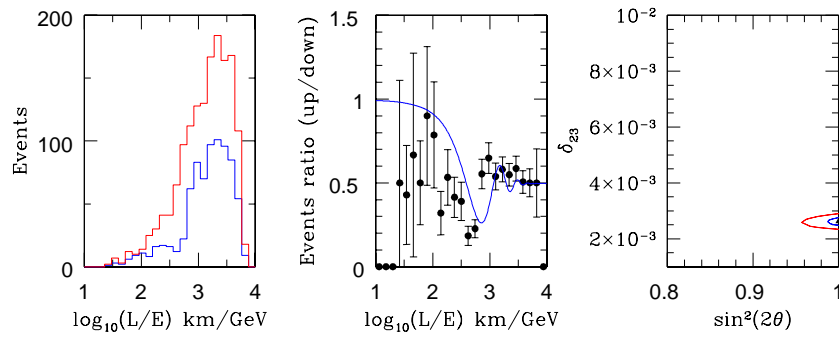 200
100
0
1 2 3 4
Events
log₁₀(L/E) km/GeV
1.5
1
0.5
0
1 2 3 4
Events ratio (up/down)
log₁₀(L/E) km/GeV
10⁻²
8×10⁻³
6×10⁻³
4×10⁻³
2×10⁻³
0.8 0.9 1
δ₂₃
sin²(2θ)